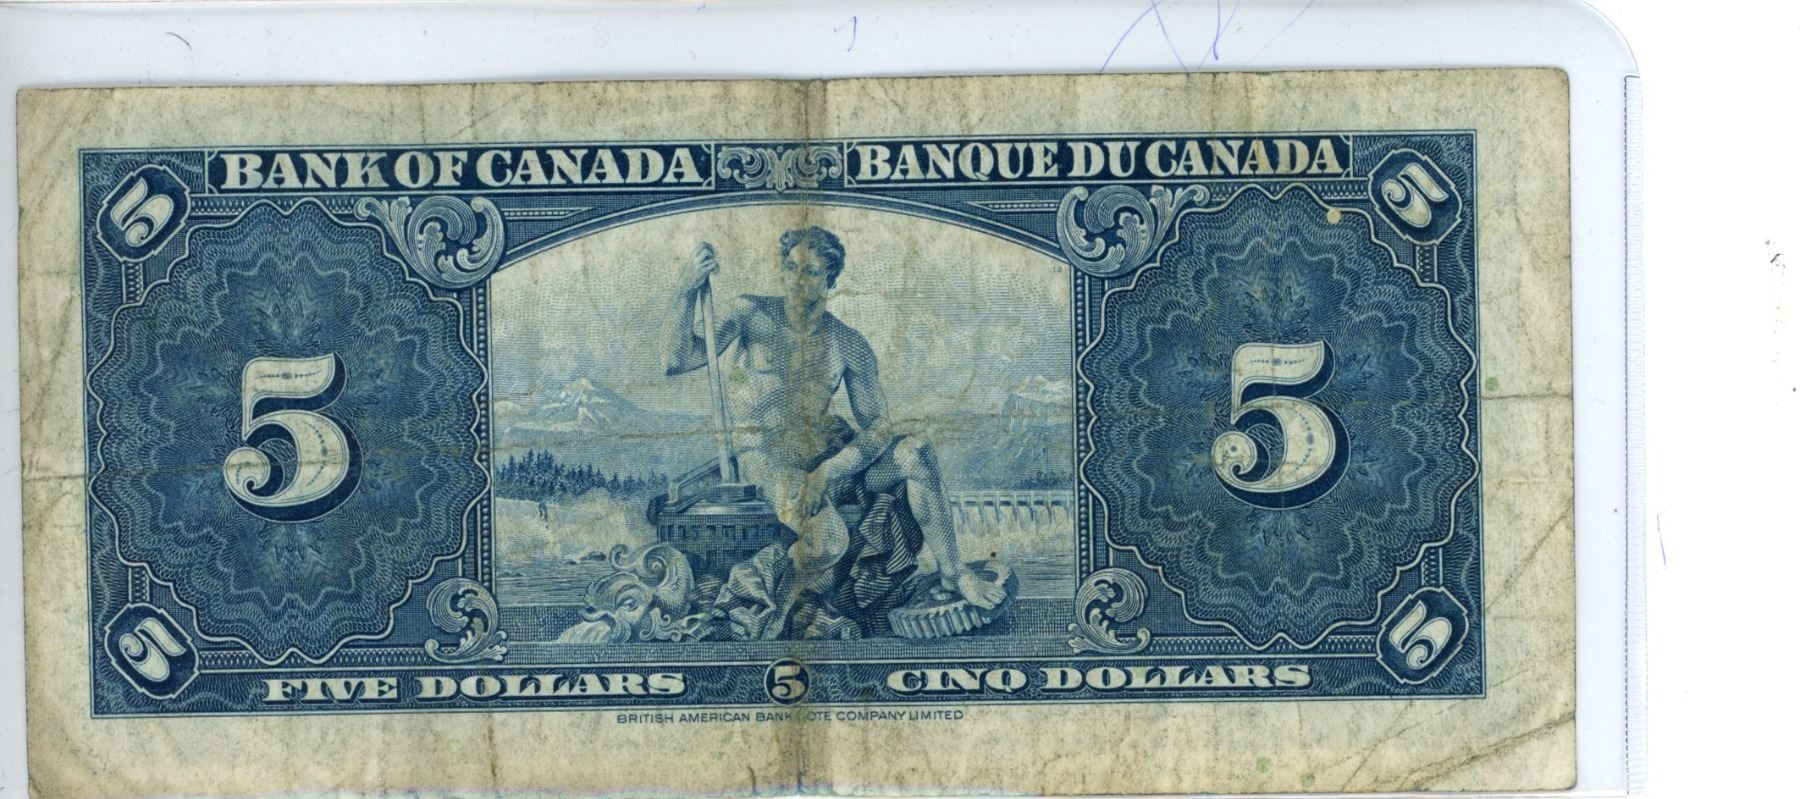 BANK OF CANADA BANQUE DU CANADA
5 5
5 5
5 5
FIVE DOLLARS 5 CINQ DOLLARS
BRITISH AMERICAN BANK NOTE COMPANY LIMITED